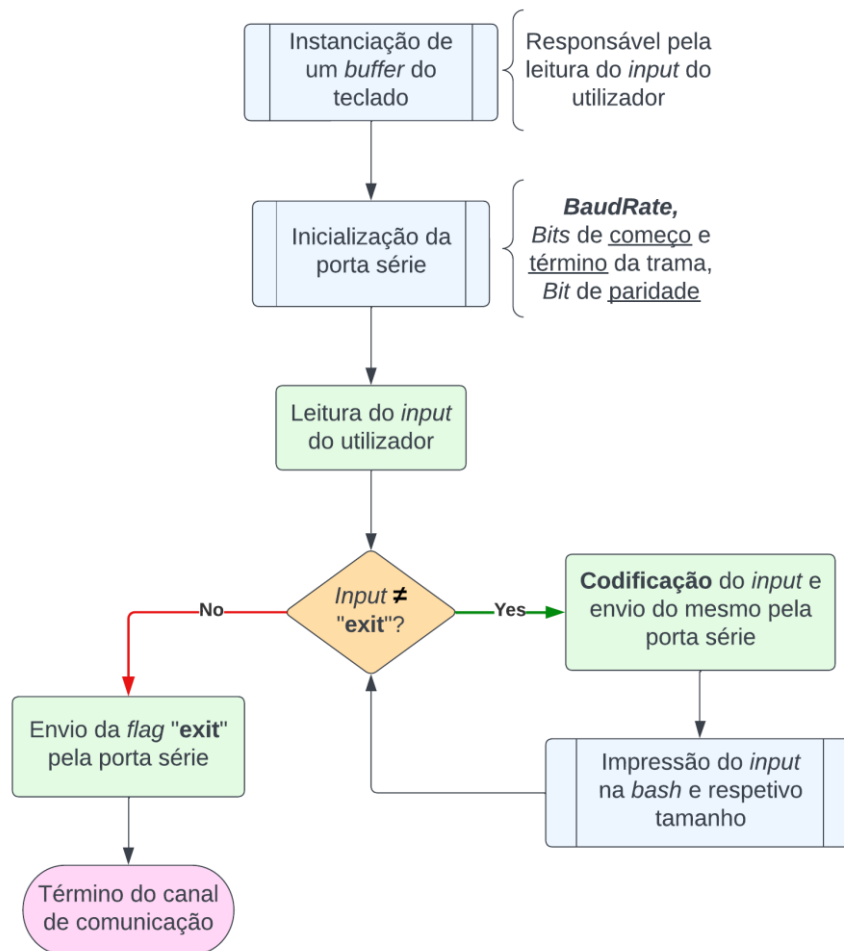 Instanciação de
um buffer do
teclado
Responsável pela
leitura do input do
utilizador
Inicialização da
porta série
BaudRate,
Bits de começo e
término da trama,
Bit de paridade
Leitura do input
do utilizador
Input ≠
"exit"?
No
Yes
Codificação do input e
envio do mesmo pela
porta série
Envio da flag "exit"
pela porta série
Impressão do input
na bash e respetivo
tamanho
Término do canal
de comunicação